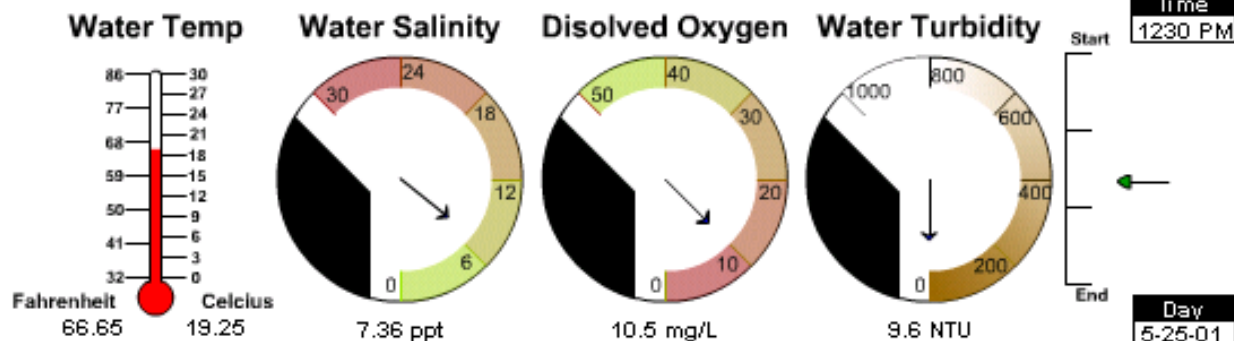 Water Temp
86
77
68
59
50
41
32
30
27
24
21
18
15
12
9
6
3
0
Fahrenheit
66.65
Celcius
19.25
Water Salinity
30
24
18
12
6
0
7.36 ppt
Disolved Oxygen
50
40
30
20
10
0
10.5 mg/L
Water Turbidity
1000
800
600
400
200
0
9.6 NTU
Start
End
Time
1230 PM
Day
5-25-01